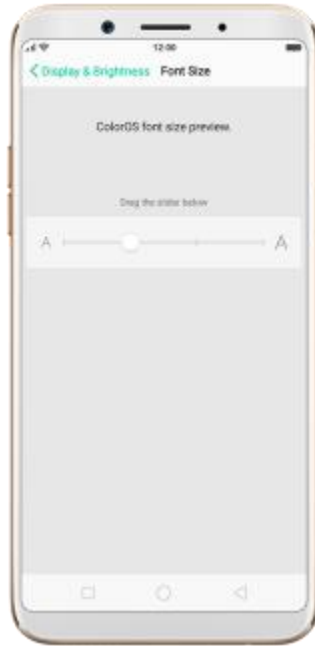 12:00
Display & Brightness Font Size
ColorOS font size preview.
Drag the slider below
A A